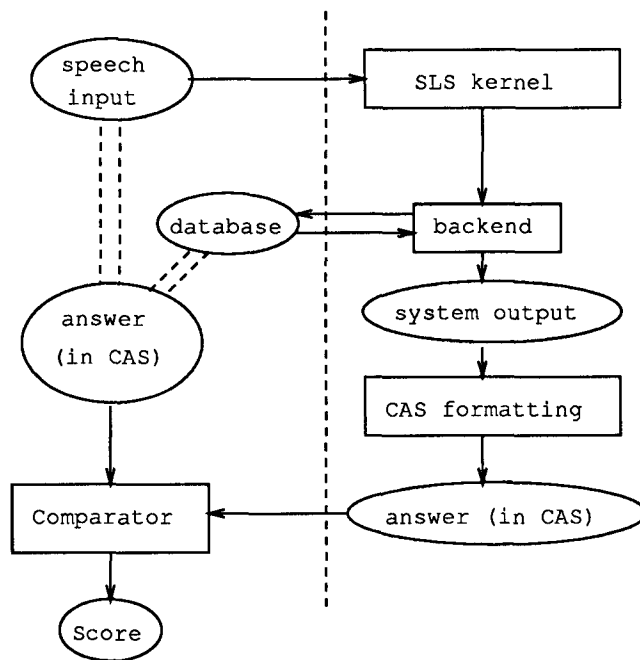 speech
input
SLS kernel
database
backend
answer
(in CAS)
system output
CAS formatting
Comparator
answer (in CAS)
Score